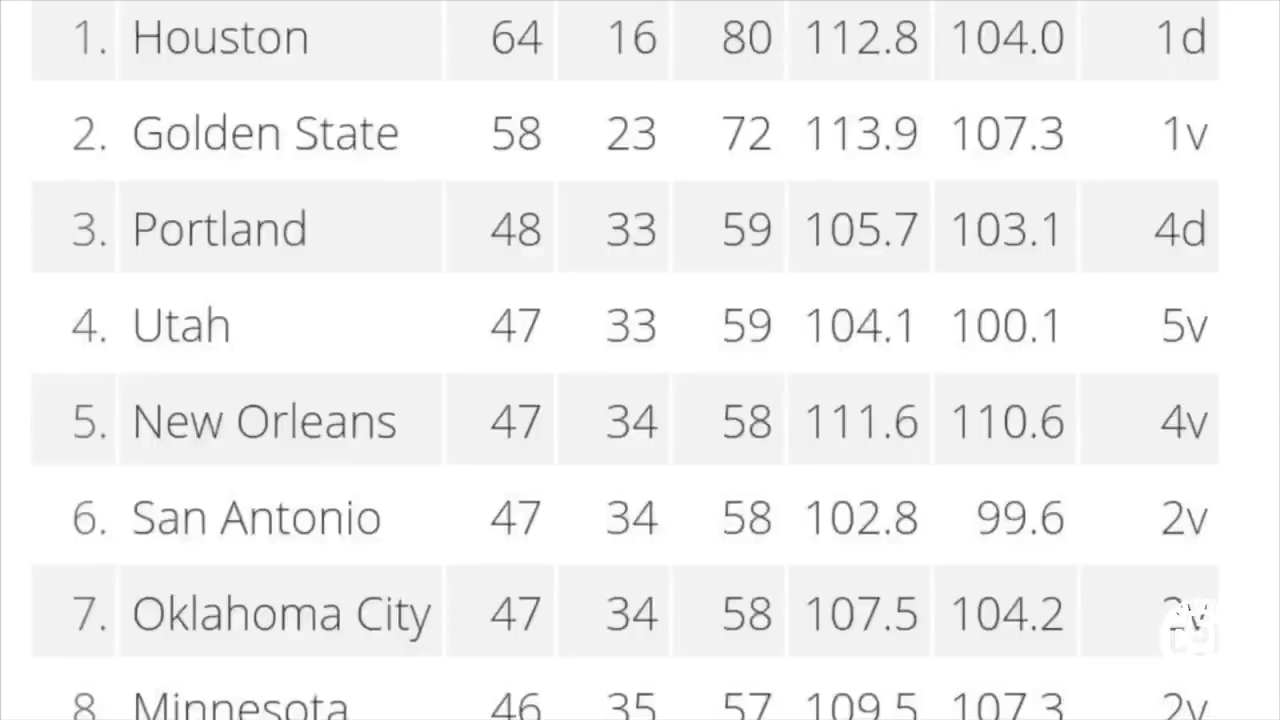 1. Houston 64 16 80 112.8 104.0 1d
2. Golden State 58 23 72 113.9 107.3 1v
3. Portland 48 33 59 105.7 103.1 4d
4. Utah 47 33 59 104.1 100.1 5v
5. New Orleans 47 34 58 111.6 110.6 4v
6. San Antonio 47 34 58 102.8 99.6 2v
7. Oklahoma City 47 34 58 107.5 104.2 2v
8. Minnesota 46 35 57 109.5 107.3 2v